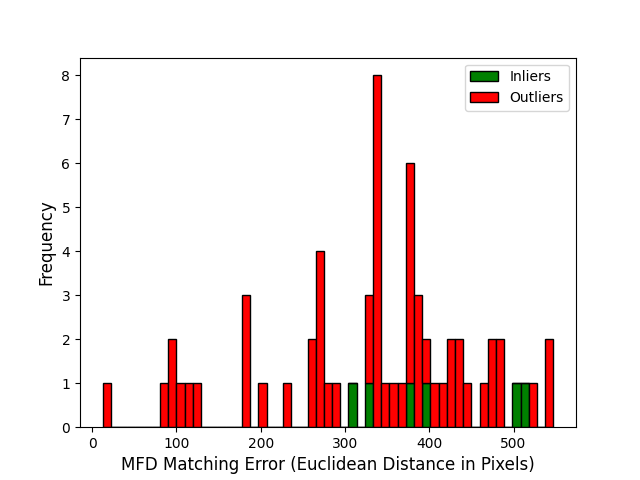 Inliers
Outliers
8
7
6
5
4
3
2
1
0
Frequency
0 100 200 300 400 500
MFD Matching Error (Euclidean Distance in Pixels)